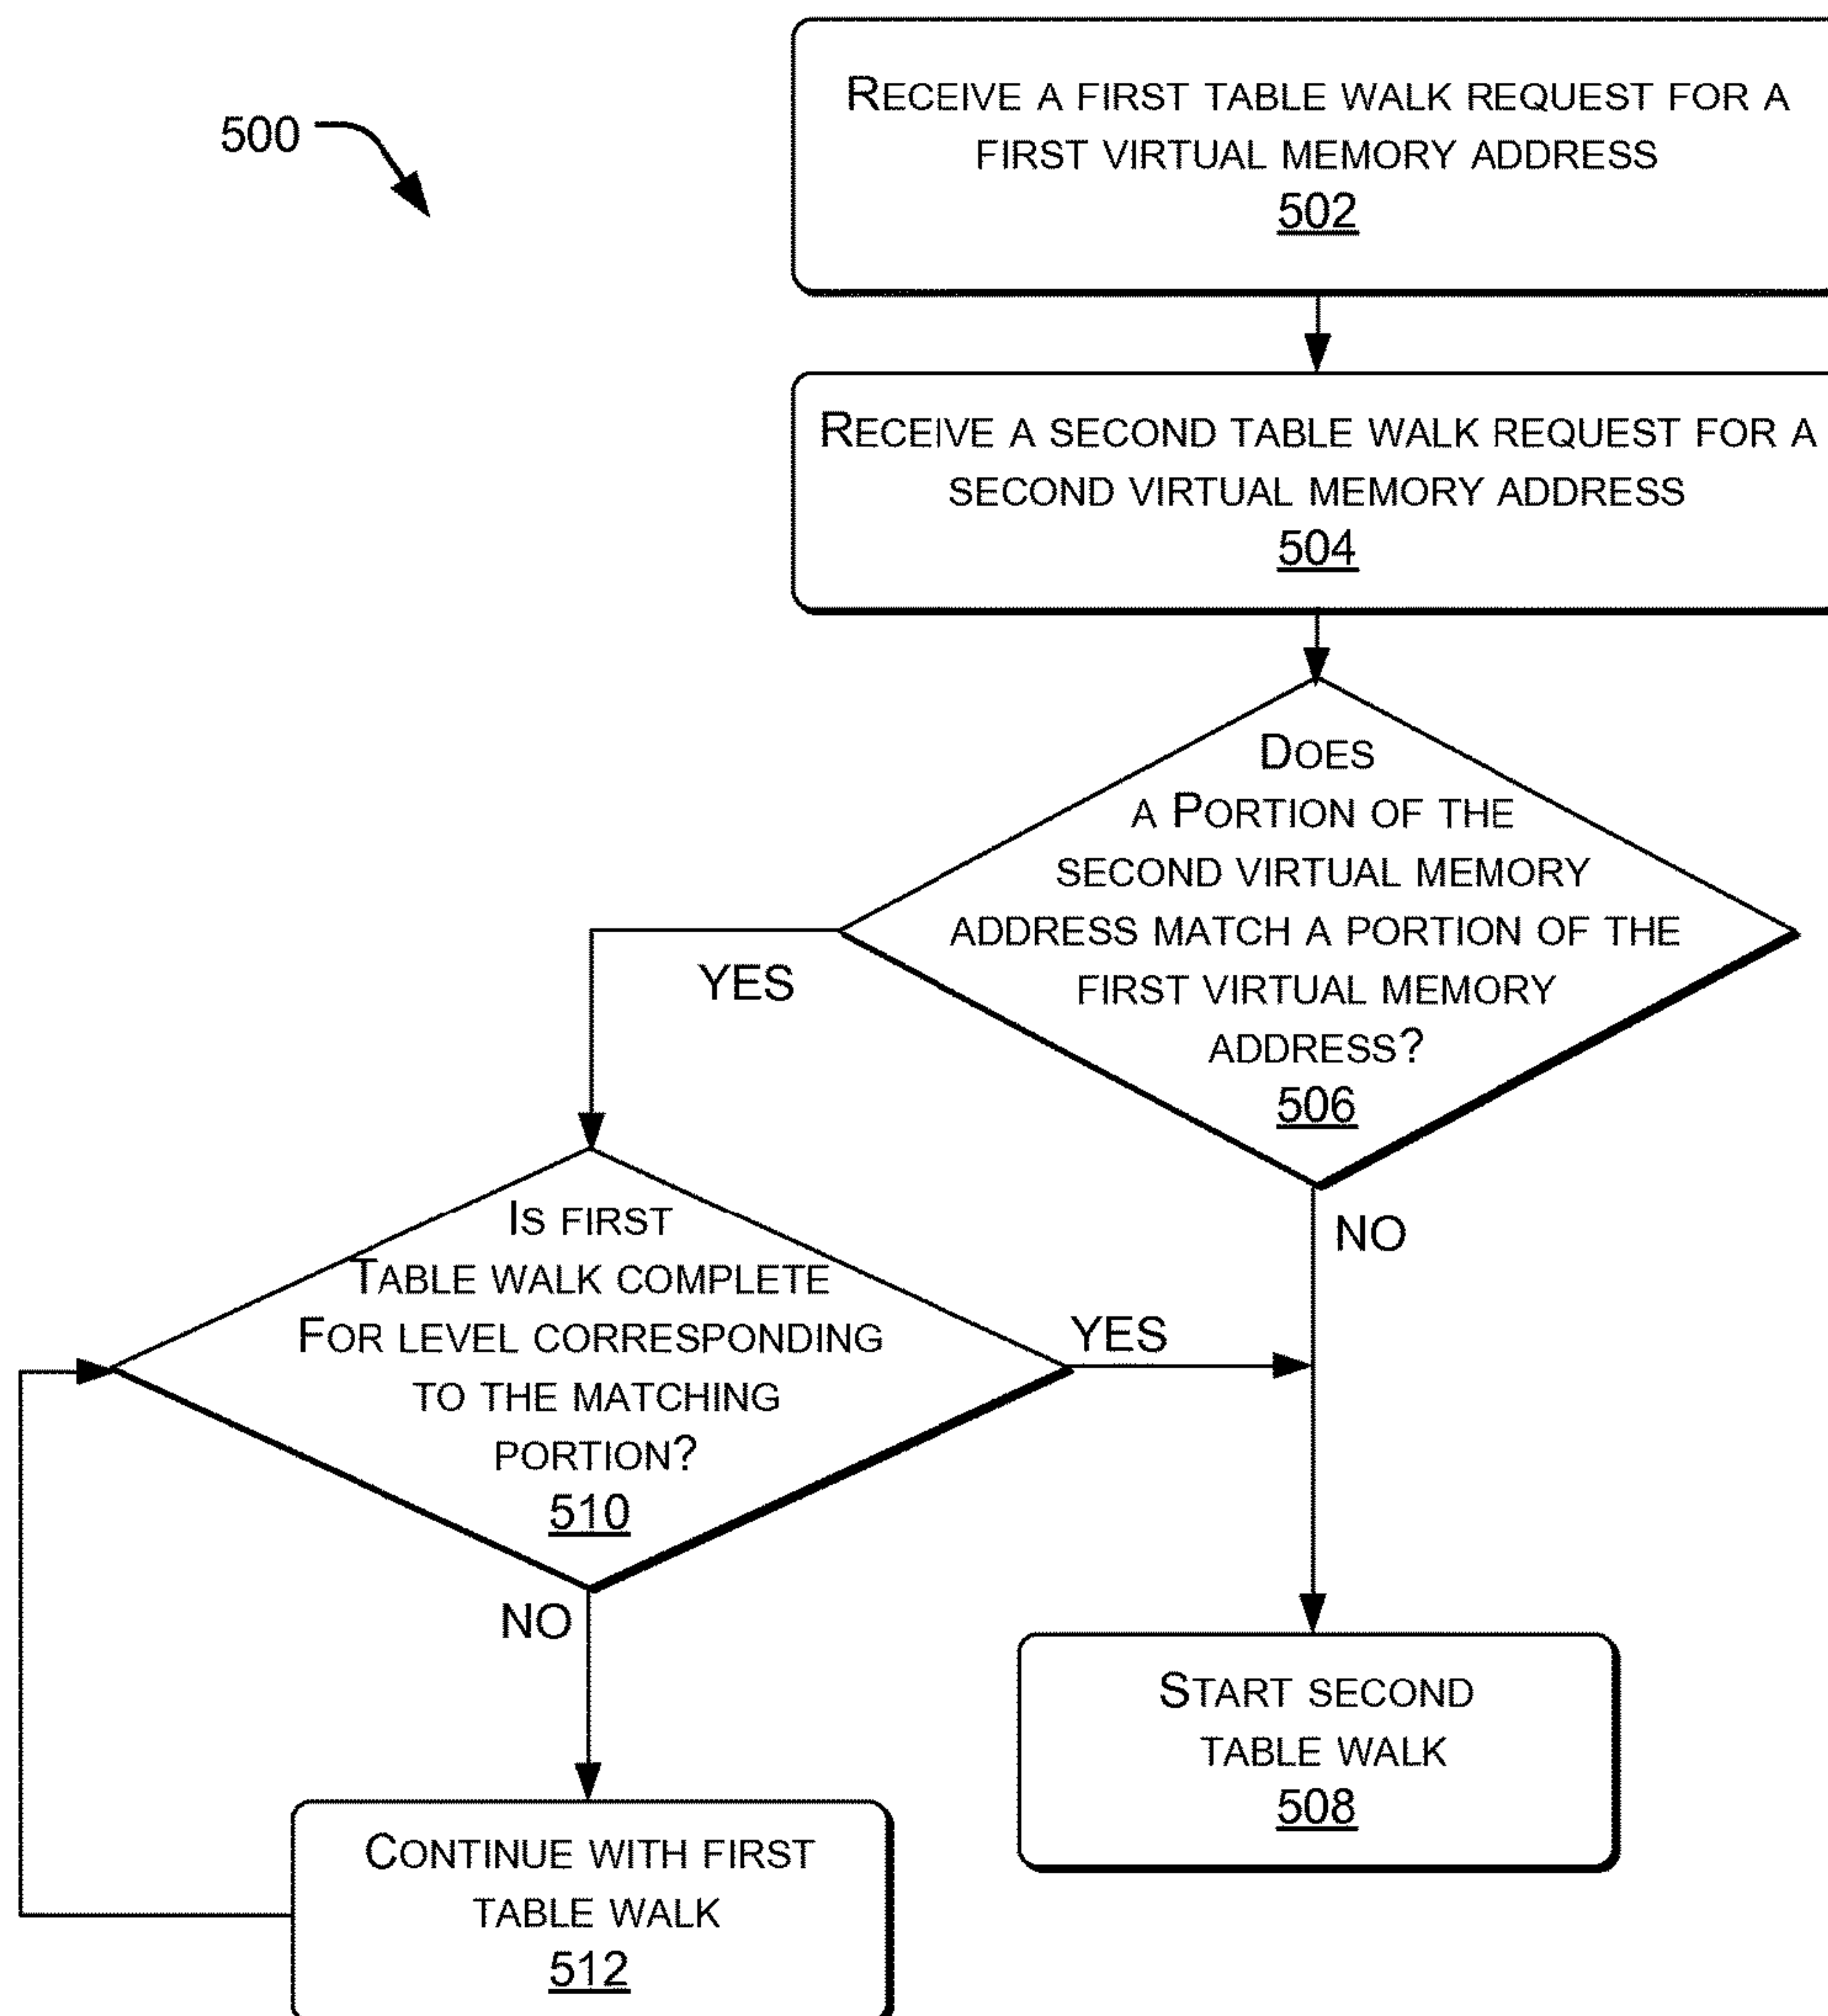 500
RECEIVE A FIRST TABLE WALK REQUEST FOR A
FIRST VIRTUAL MEMORY ADDRESS
502
RECEIVE A SECOND TABLE WALK REQUEST FOR A
SECOND VIRTUAL MEMORY ADDRESS
504
DOES
A PORTION OF THE
SECOND VIRTUAL MEMORY
ADDRESS MATCH A PORTION OF THE
FIRST VIRTUAL MEMORY
ADDRESS?
506
YES
NO
IS FIRST
TABLE WALK COMPLETE
FOR LEVEL CORRESPONDING
TO THE MATCHING
PORTION?
510
YES
NO
START SECOND
TABLE WALK
508
CONTINUE WITH FIRST
TABLE WALK
512